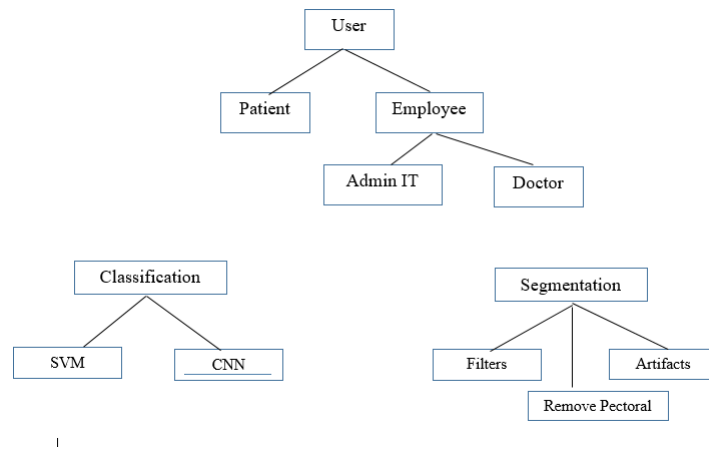 User
Patient
Employee
Admin IT
Doctor
Classification
Segmentation
SVM
CNN
Filters
Artifacts
Remove Pectoral